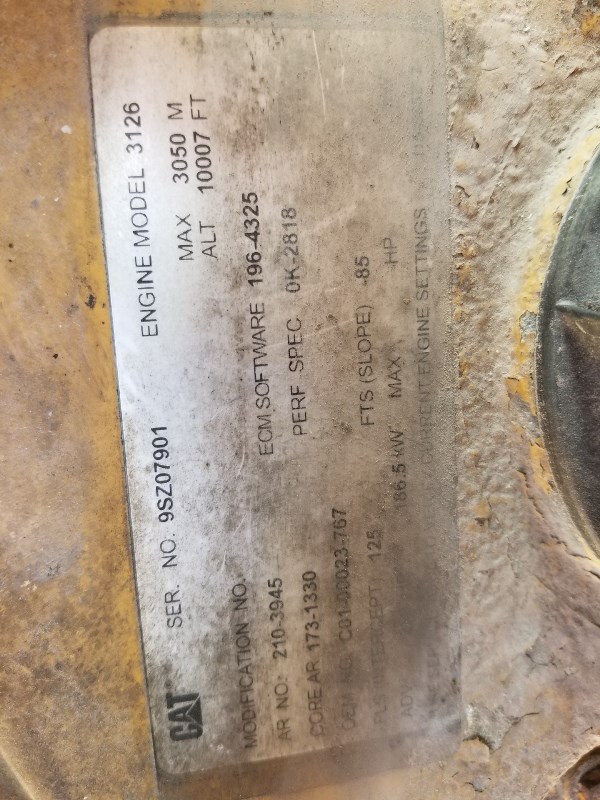 CAT SER. NO. 9SZ07901 ENGINE MODEL 3126
MAX 3050 M
ALT 10007 FT
MODIFICATION NO.
AR NO: 210-3945 ECM SOFTWARE 196-4325
CORE AR 173-1330 PERF SPEC 0K-2818
C01-00023-767
125 FTS (SLOPE) -85
186.5 kW MAX HP
ENGINE SETTINGS